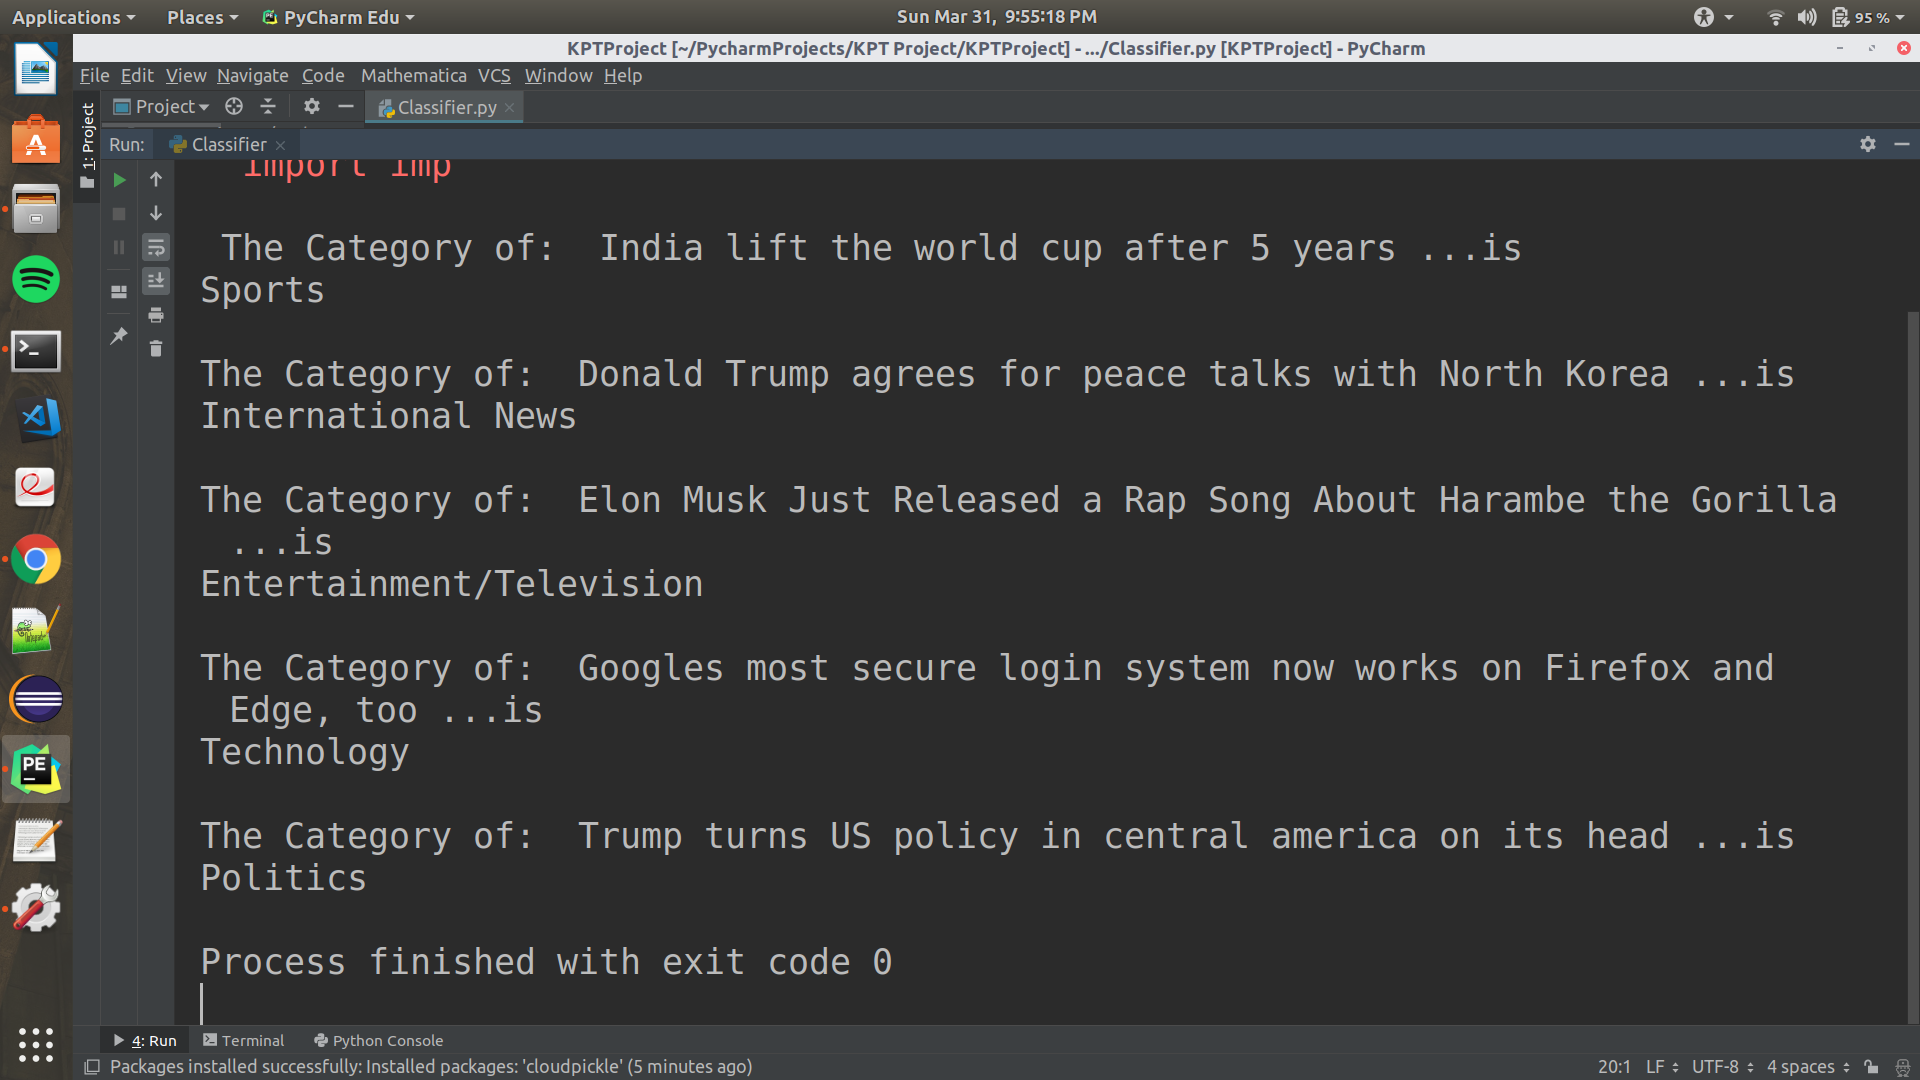 Applications Places PyCharm Edu Sun Mar 31, 9:55:18 PM 95 %
KPTProject [~/PycharmProjects/KPT Project/KPTProject] - .../Classifier.py [KPTProject] - PyCharm
File Edit View Navigate Code Mathematica VCS Window Help
1: Project
Project Classifier.py
Run: Classifier
import imp
The Category of:  India lift the world cup after 5 years ...is
Sports
The Category of:  Donald Trump agrees for peace talks with North Korea ...is
International News
The Category of:  Elon Musk Just Released a Rap Song About Harambe the Gorilla
...is
Entertainment/Television
The Category of:  Googles most secure login system now works on Firefox and
Edge, too ...is
Technology
The Category of:  Trump turns US policy in central america on its head ...is
Politics
Process finished with exit code 0
PE
4: Run Terminal Python Console
Packages installed successfully: Installed packages: 'cloudpickle' (5 minutes ago) 20:1 LF UTF-8 4 spaces